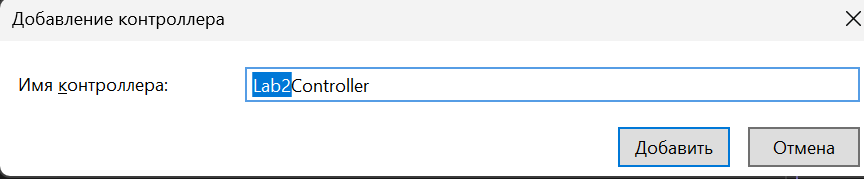 Добавление контроллера
Имя контроллера: Lab2Controller
Добавить Отмена